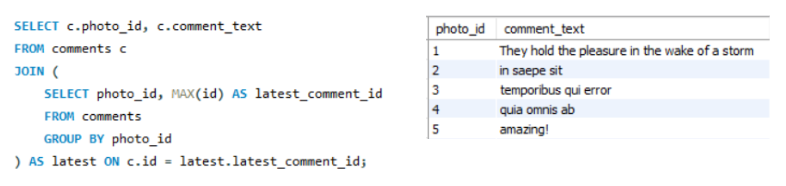 SELECT c.photo_id, c.comment_text
FROM comments c
JOIN (
SELECT photo_id, MAX(id) AS latest_comment_id
FROM comments
GROUP BY photo_id
) AS latest ON c.id = latest.latest_comment_id;
photo_id comment_text
1 They hold the pleasure in the wake of a storm
2 in saepe sit
3 temporibus qui error
4 quia omnis ab
5 amazing!